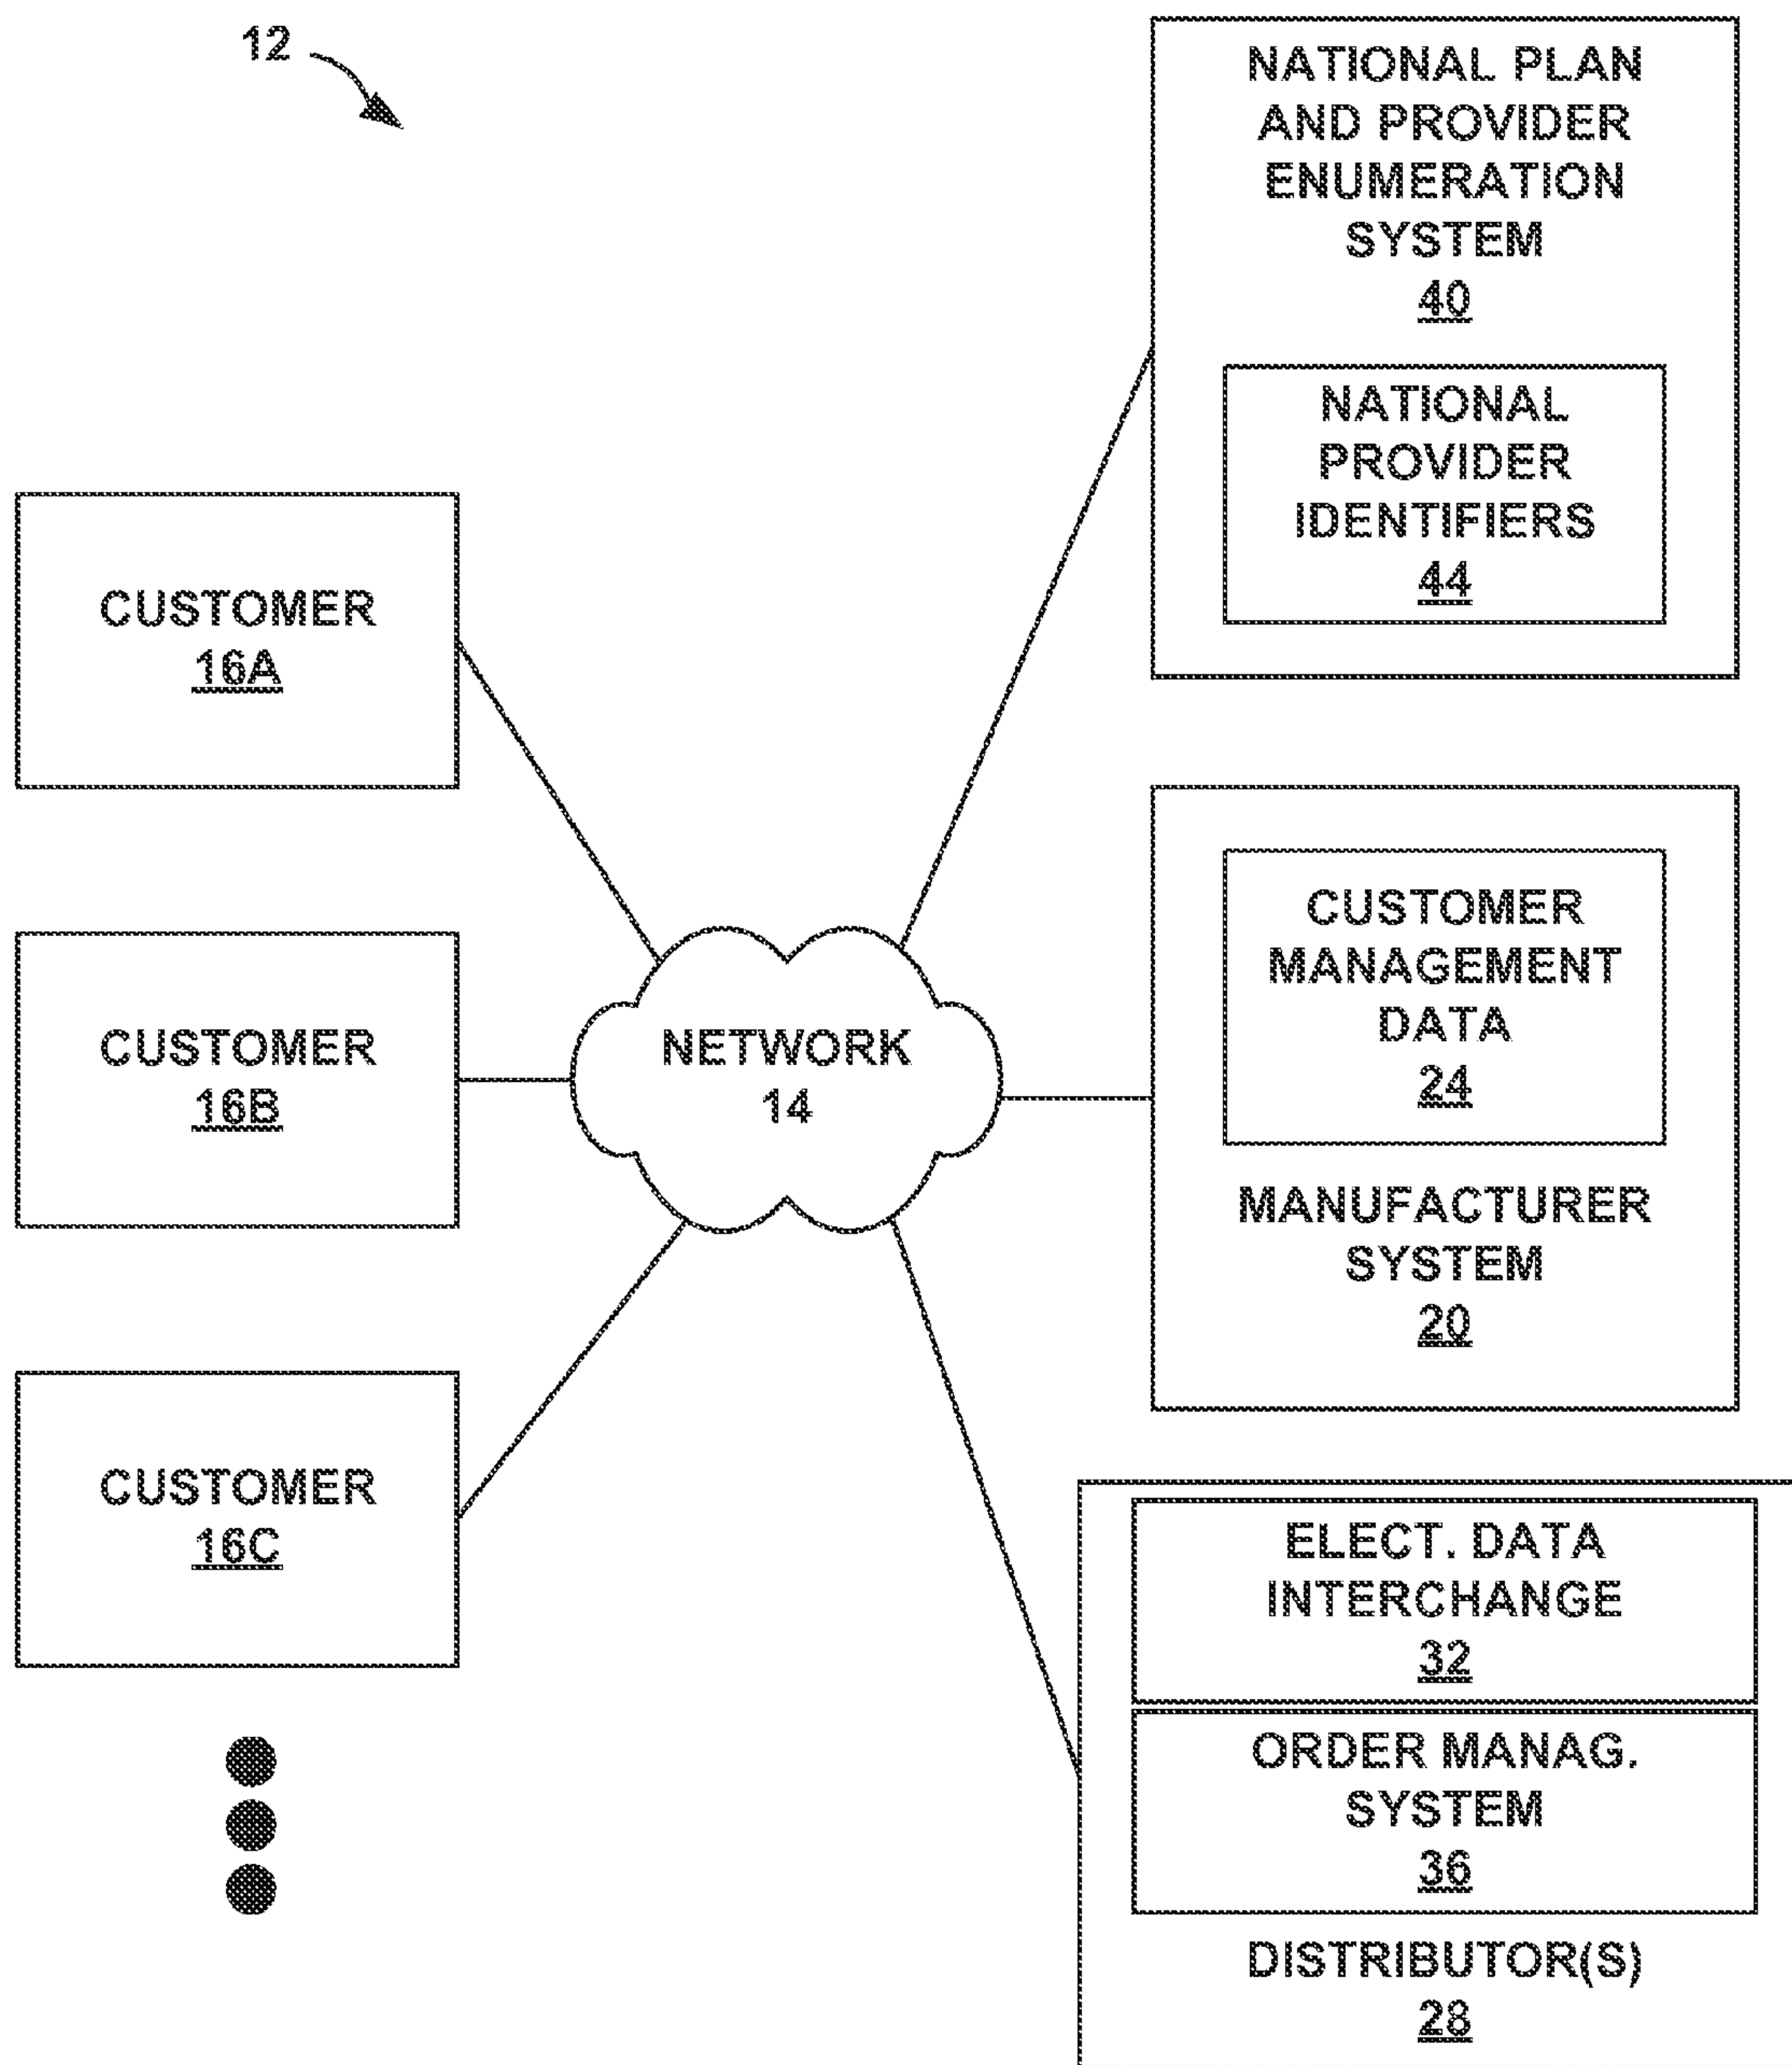 12
NATIONAL PLAN
AND PROVIDER
ENUMERATION
SYSTEM
40
NATIONAL
PROVIDER
IDENTIFIERS
44
CUSTOMER
16A
CUSTOMER
16B
CUSTOMER
16C
NETWORK
14
CUSTOMER
MANAGEMENT
DATA
24
MANUFACTURER
SYSTEM
20
ELECT. DATA
INTERCHANGE
32
ORDER MANAG.
SYSTEM
36
DISTRIBUTOR(S)
28